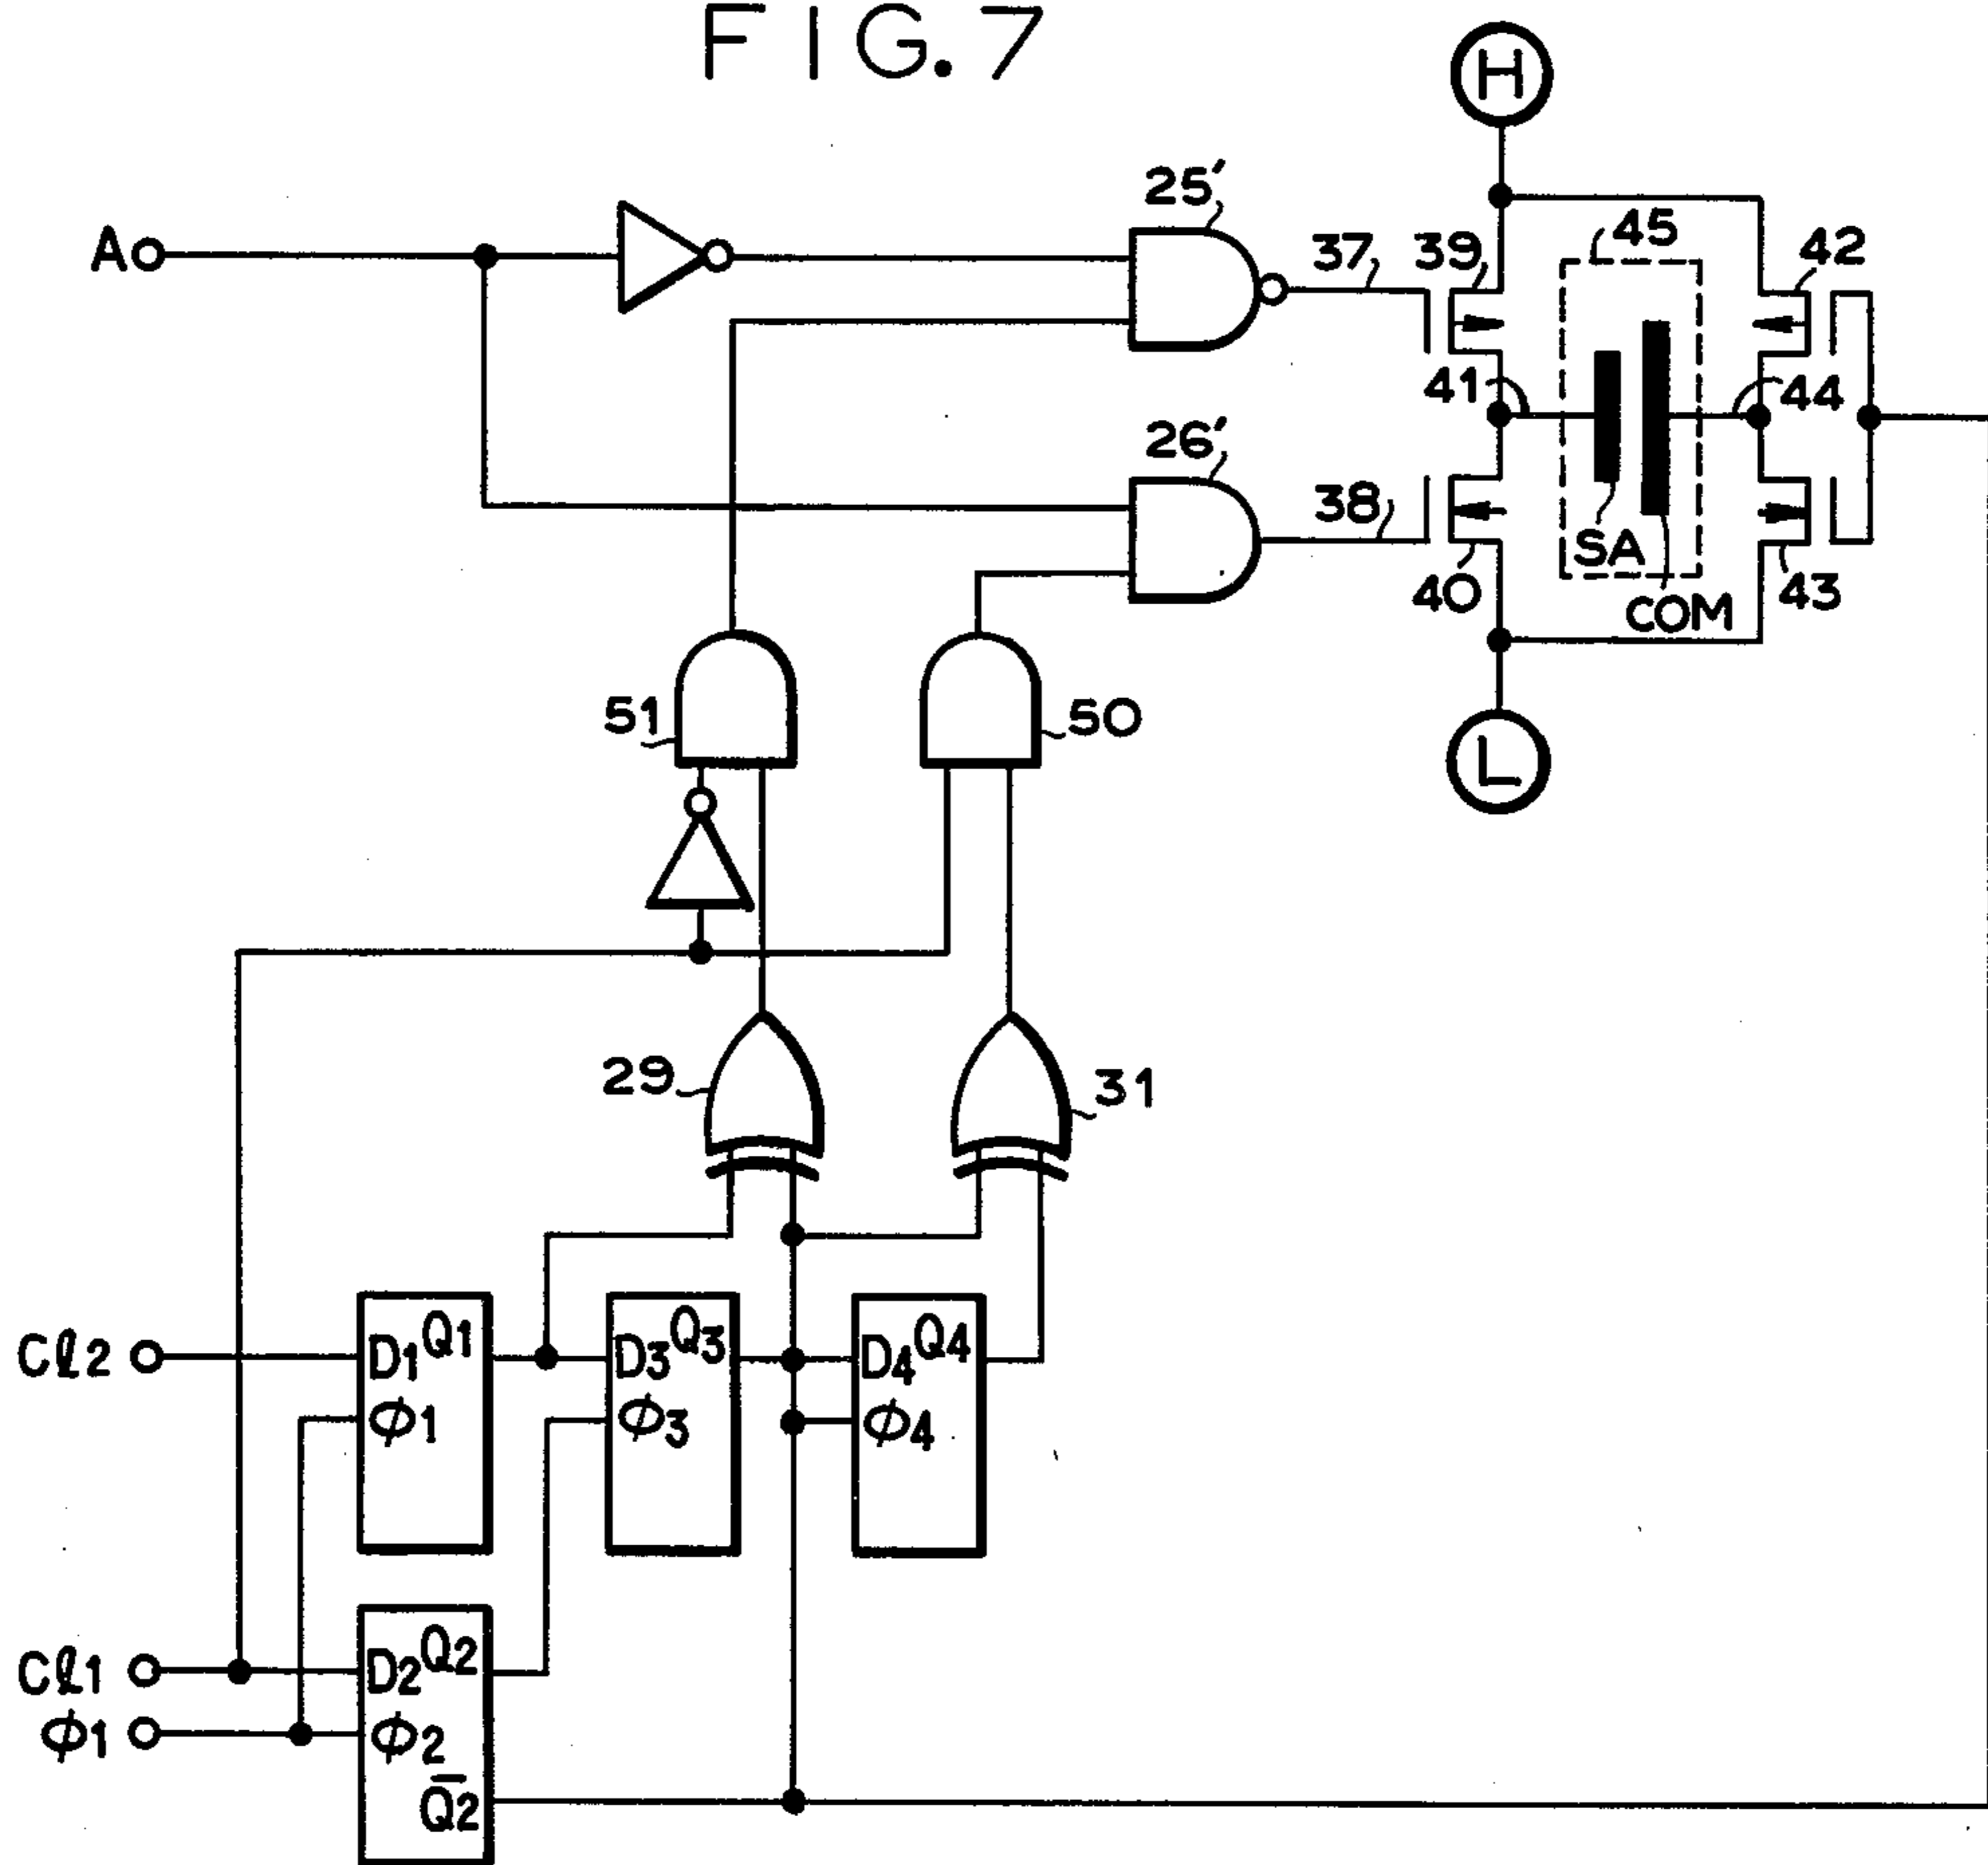 FIG. 7
H
A
25'
37
39
45
42
41
44
26'
38
SA
40
COM
43
51
50
L
29
31
Cℓ2
D1 Q1
D3 Q3
D4 Q4
ϕ1
ϕ3
ϕ4
Cℓ1
D2 Q2
ϕ1
ϕ2
Q̅2